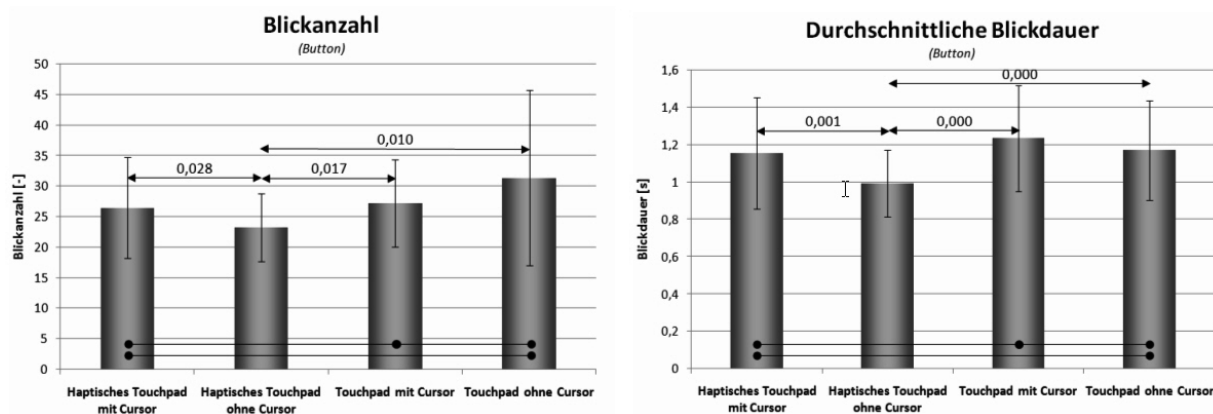 Blickanzahl
(Button)
Blickanzahl [-]
50
45
40
35
30
25
20
15
10
5
0
0,010
0,028
0,017
Haptisches Touchpad
mit Cursor
Haptisches Touchpad
ohne Cursor
Touchpad mit Cursor
Touchpad ohne Cursor
Durchschnittliche Blickdauer
(Button)
Blickdauer [s]
1,6
1,4
1,2
1
0,8
0,6
0,4
0,2
0
0,000
0,001
0,000
Haptisches Touchpad
mit Cursor
Haptisches Touchpad
ohne Cursor
Touchpad mit Cursor
Touchpad ohne Cursor